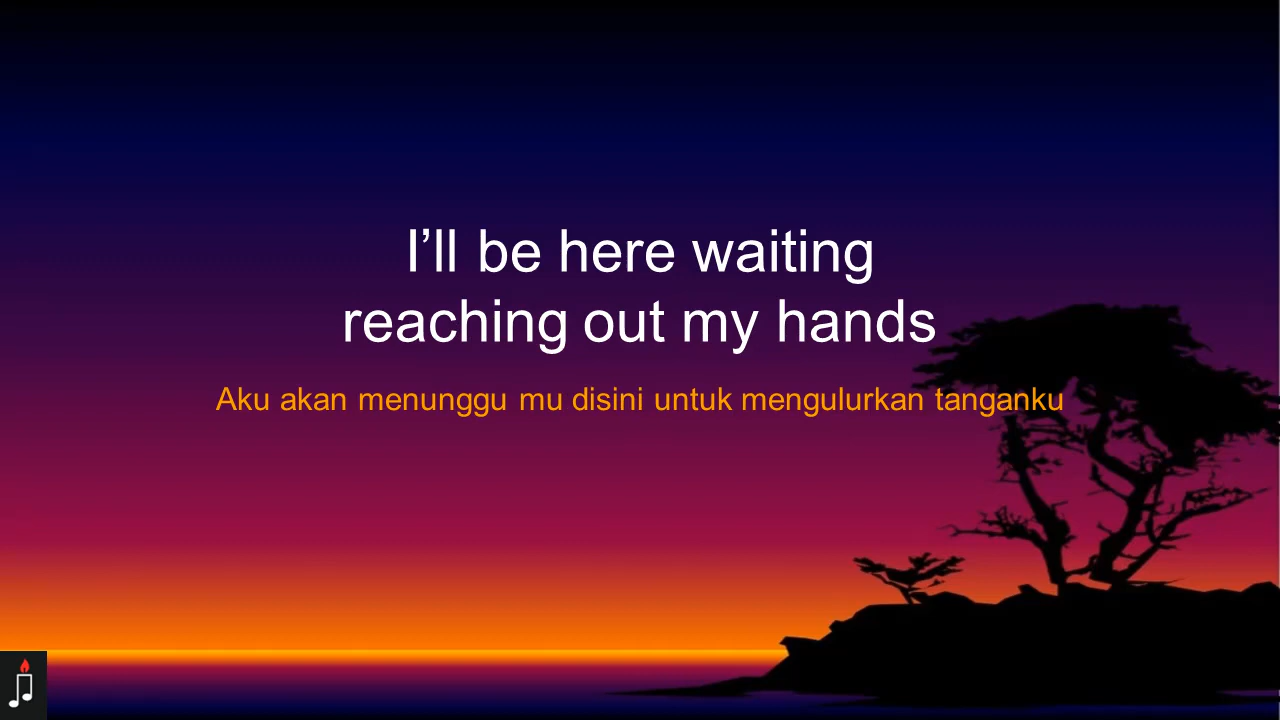 I’ll be here waiting
reaching out my hands
Aku akan menunggu mu disini untuk mengulurkan tanganku